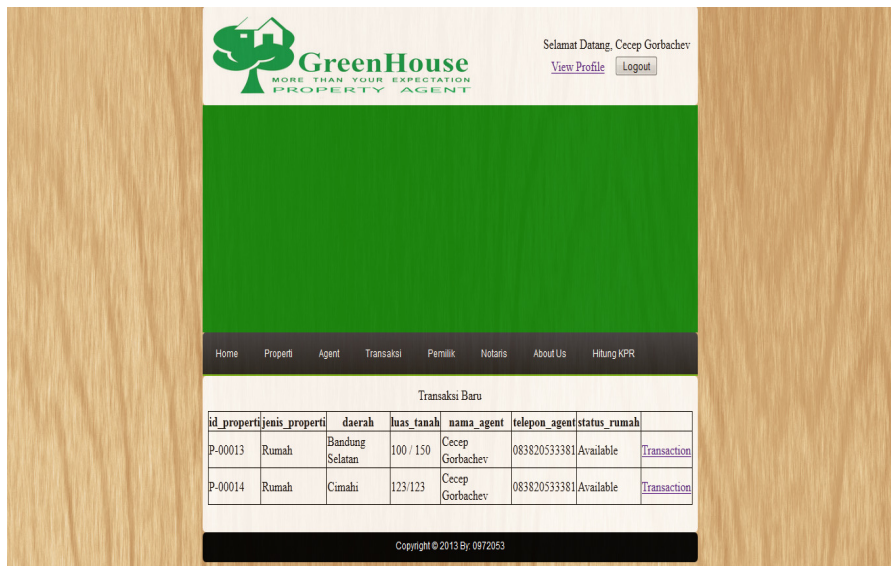 GreenHouse
MORE THAN YOUR EXPECTATION
PROPERTY AGENT
Selamat Datang, Cecep Gorbachev
View Profile Logout
Home Properti Agent Transaksi Pemilik Notaris About Us Hitung KPR
Transaksi Baru
id_properti jenis_properti daerah luas_tanah nama_agent telepon_agent status_rumah
P-00013 Rumah Bandung Selatan 100 / 150 Cecep Gorbachev 083820533381 Available Transaction
P-00014 Rumah Cimahi 123/123 Cecep Gorbachev 083820533381 Available Transaction
Copyright © 2013 By: 0972053